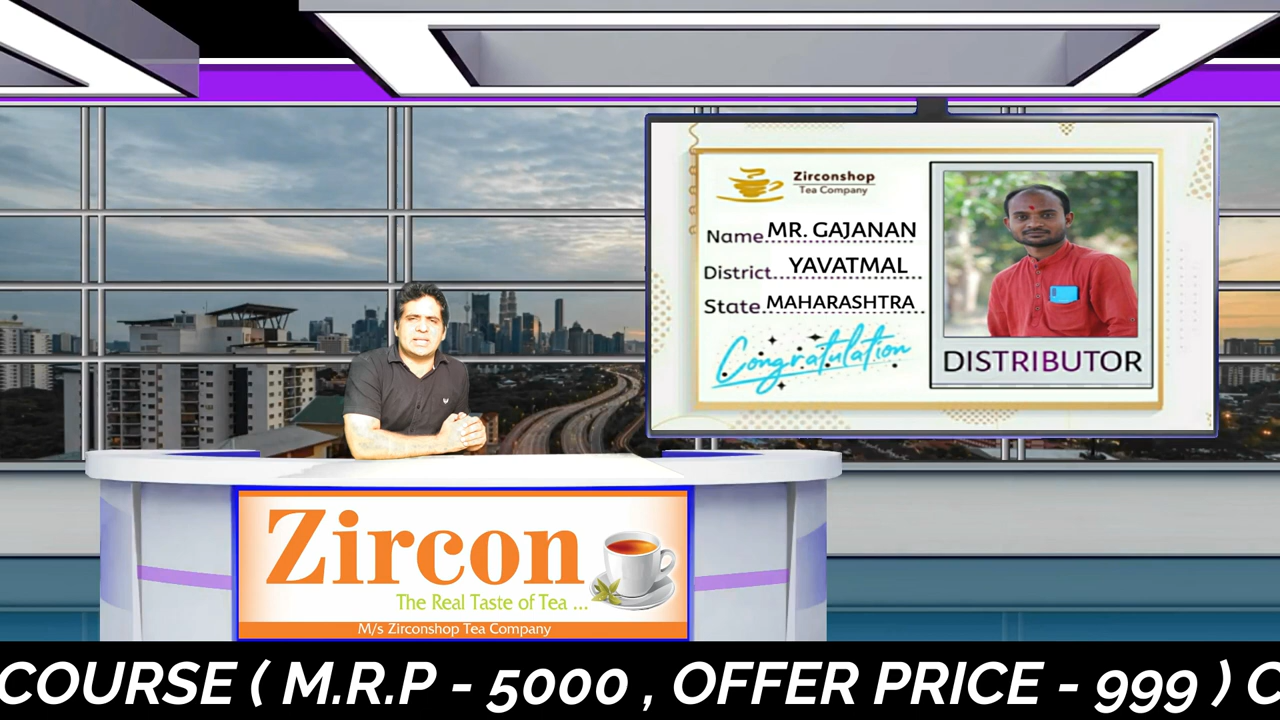 Zirconshop
Tea Company
Name...MR. GAJANAN
District...YAVATMAL
State...MAHARASHTRA
Congratulation
DISTRIBUTOR
Zircon
The Real Taste of Tea ...
M/s Zirconshop Tea Company
COURSE ( M.R.P - 5000 , OFFER PRICE - 999 ) C